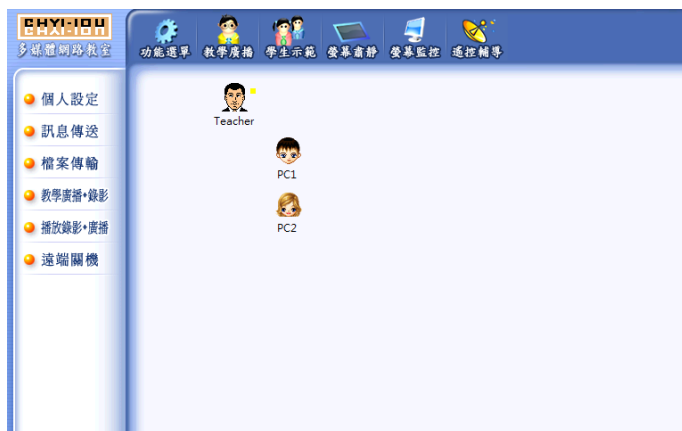 CHYI-IOU
多媒體網路教室
功能選單 教學廣播 學生示範 螢幕肅靜 螢幕監控 遙控輔導
個人設定
訊息傳送
檔案傳輸
教學廣播•錄影
播放錄影•廣播
遠端關機
Teacher
PC1
PC2